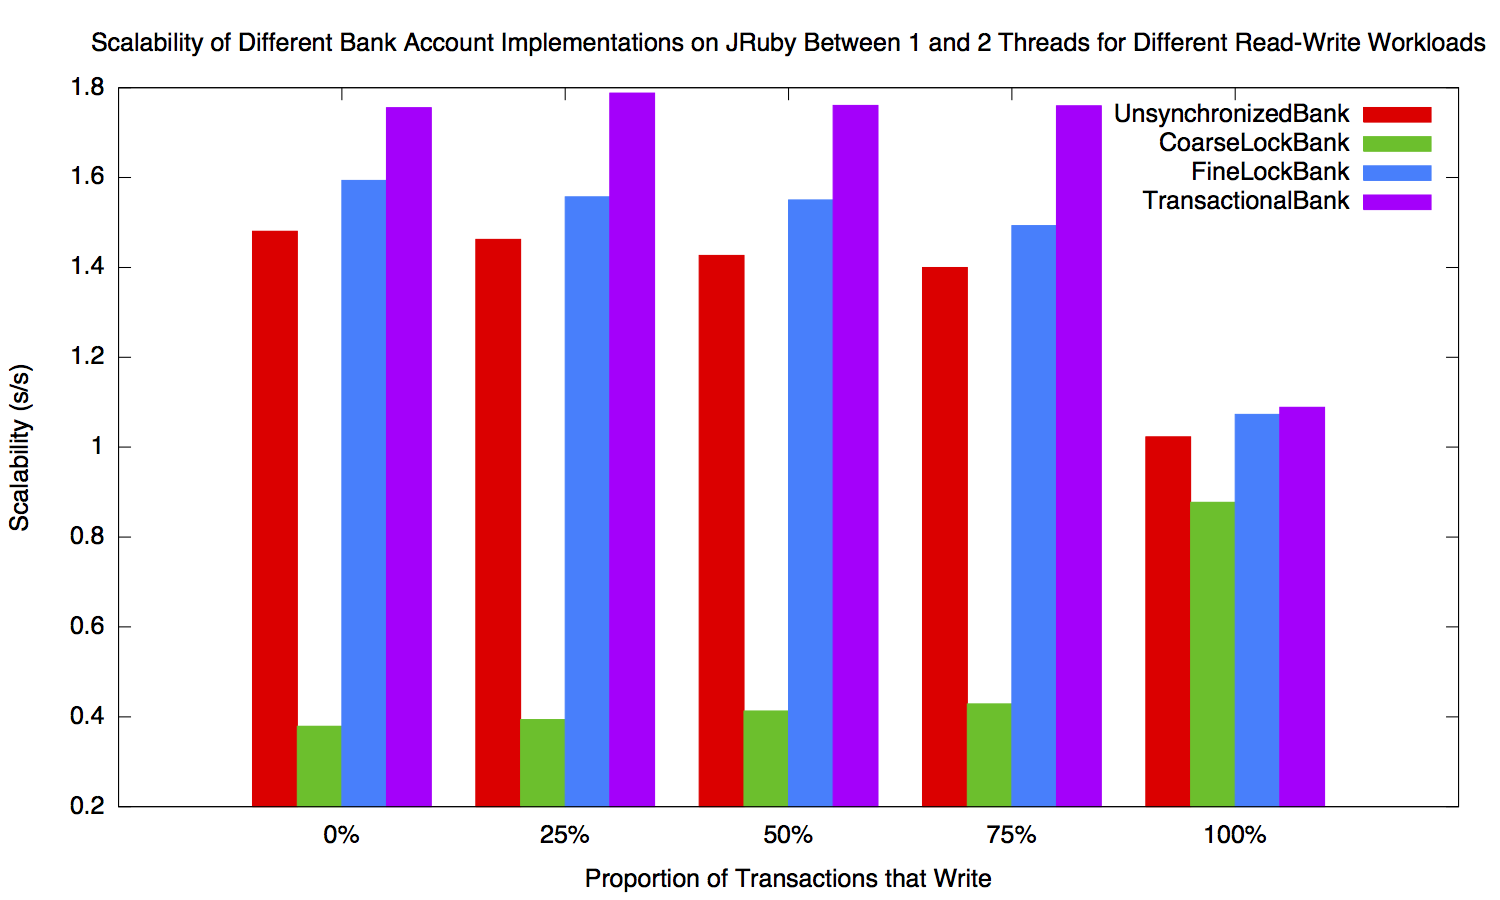 Scalability of Different Bank Account Implementations on JRuby Between 1 and 2 Threads for Different Read-Write Workloads
1.8
1.6
1.4
1.2
1
0.8
0.6
0.4
0.2
Scalability (s/s)
UnsynchronizedBank
CoarseLockBank
FineLockBank
TransactionalBank
0% 25% 50% 75% 100%
Proportion of Transactions that Write